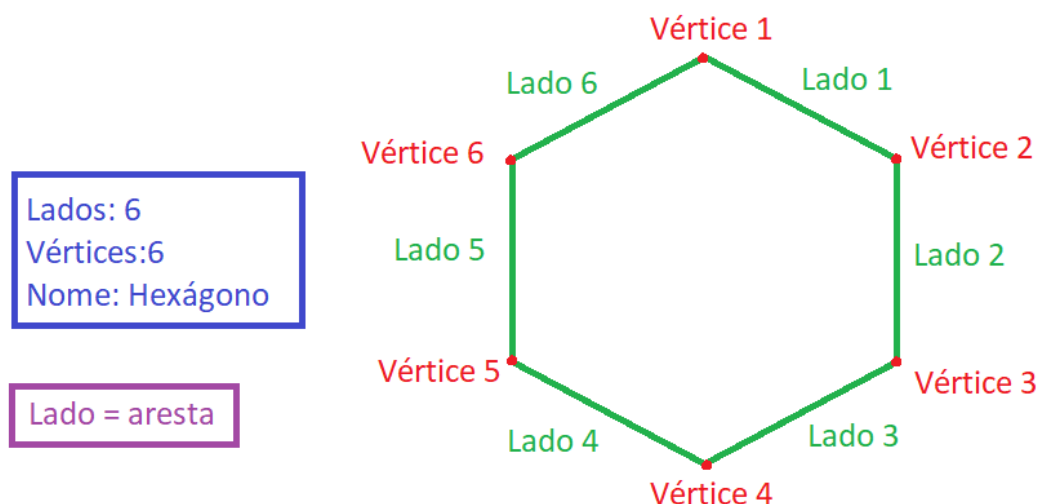 Vértice 1
Lado 6
Lado 1
Vértice 6
Vértice 2
Lados: 6
Vértices:6
Nome: Hexágono
Lado 5
Lado 2
Vértice 5
Vértice 3
Lado = aresta
Lado 4
Lado 3
Vértice 4